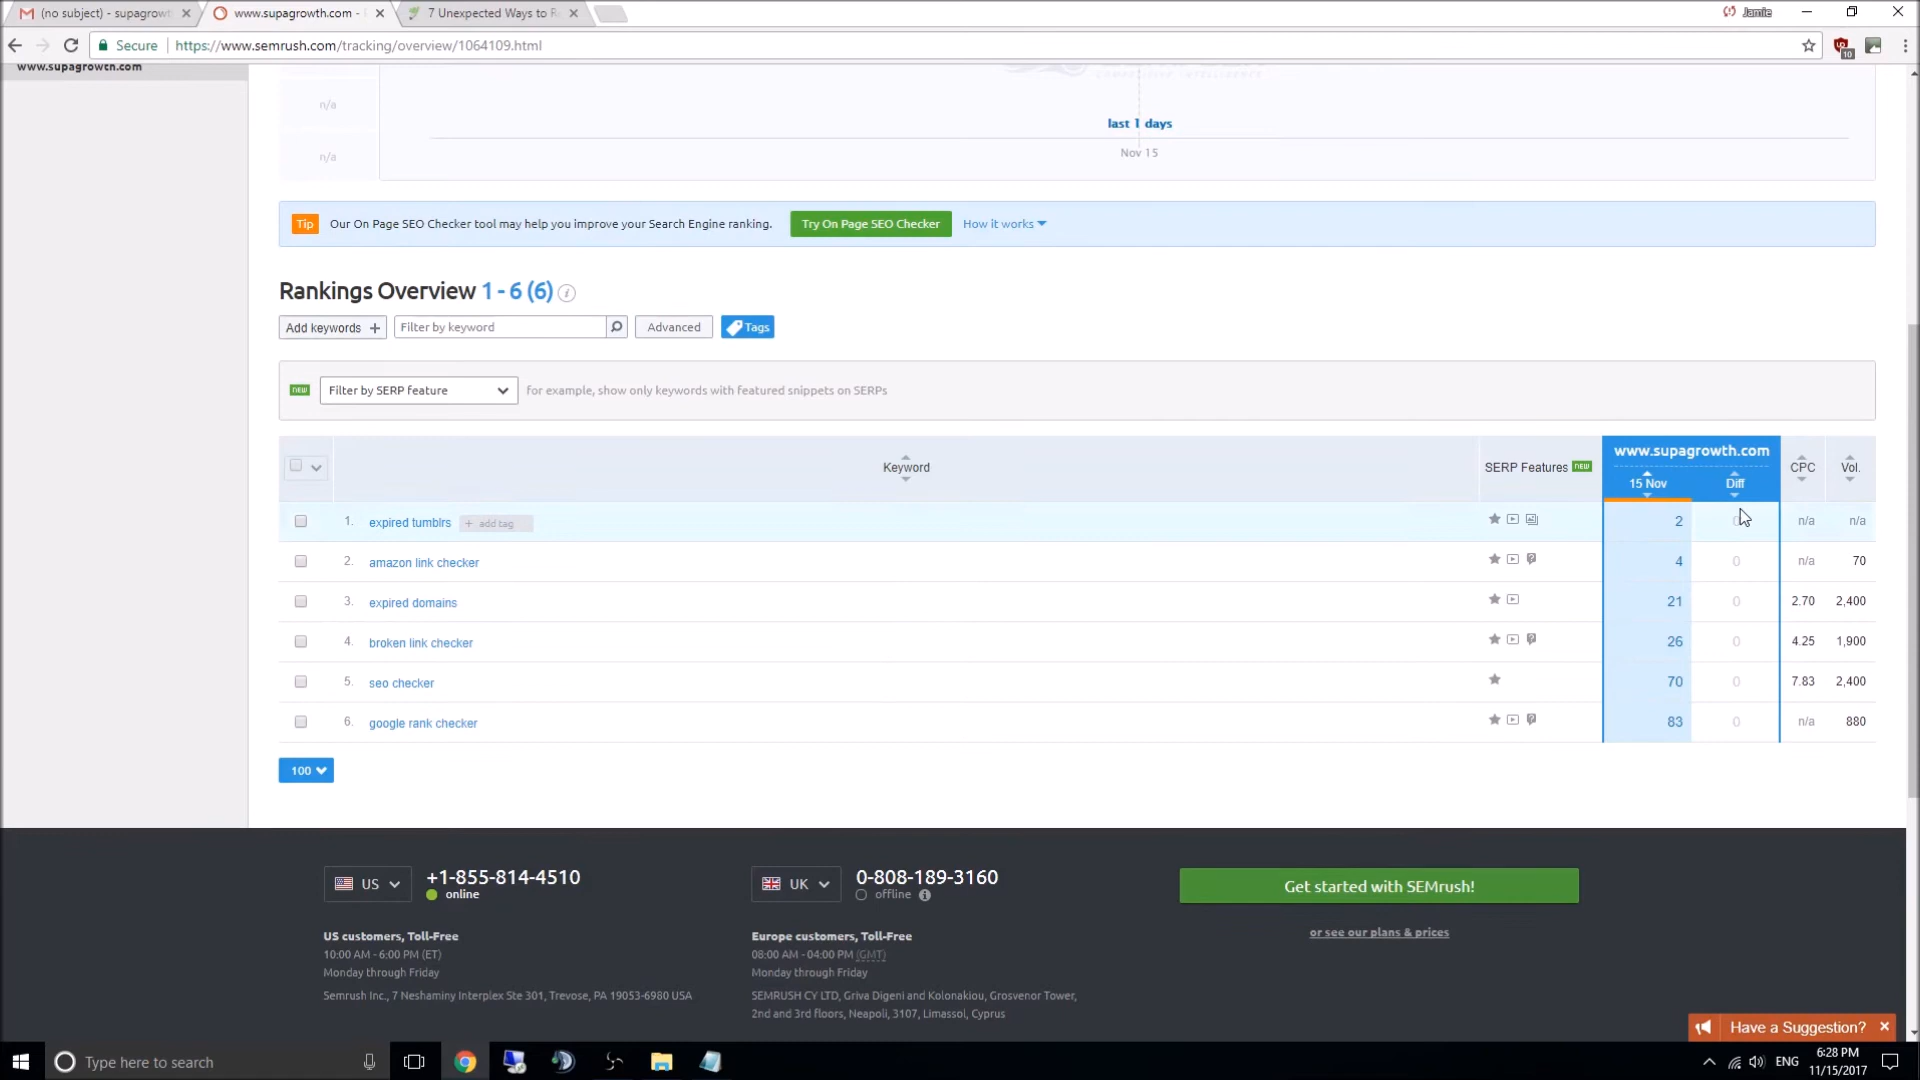 (no subject) - supagrowt
www.supagrowth.com -
7 Unexpected Ways to R
Jamie
Secure
https://www.semrush.com/tracking/overview/1064109.html
10
www.supagrowth.com
n/a
last 1 days
n/a
Nov 15
Tip
Our On Page SEO Checker tool may help you improve your Search Engine ranking.
Try On Page SEO Checker
How it works
Rankings Overview 1 - 6 (6) i
Add keywords +
Filter by keyword
Advanced
Tags
new
Filter by SERP feature
for example, show only keywords with featured snippets on SERPs
Keyword
SERP Features new
www.supagrowth.com
15 Nov
Diff
CPC
Vol.
1. expired tumblrs + add tag 2 0 n/a n/a
2. amazon link checker 4 0 n/a 70
3. expired domains 21 0 2.70 2,400
4. broken link checker 26 0 4.25 1,900
5. seo checker 70 0 7.83 2,400
6. google rank checker 83 0 n/a 880
100
US
+1-855-814-4510
online
US customers, Toll-Free
10:00 AM - 6:00 PM (ET)
Monday through Friday
Semrush Inc., 7 Neshaminy Interplex Ste 301, Trevose, PA 19053-6980 USA
UK
0-808-189-3160
offline
Europe customers, Toll-Free
08:00 AM - 04:00 PM (GMT)
Monday through Friday
SEMRUSH CY LTD, Griva Digeni and Kolonakiou, Grosvenor Tower,
2nd and 3rd floors, Neapoli, 3107, Limassol, Cyprus
Get started with SEMrush!
or see our plans & prices
Have a Suggestion?
Type here to search
ENG
6:28 PM
11/15/2017